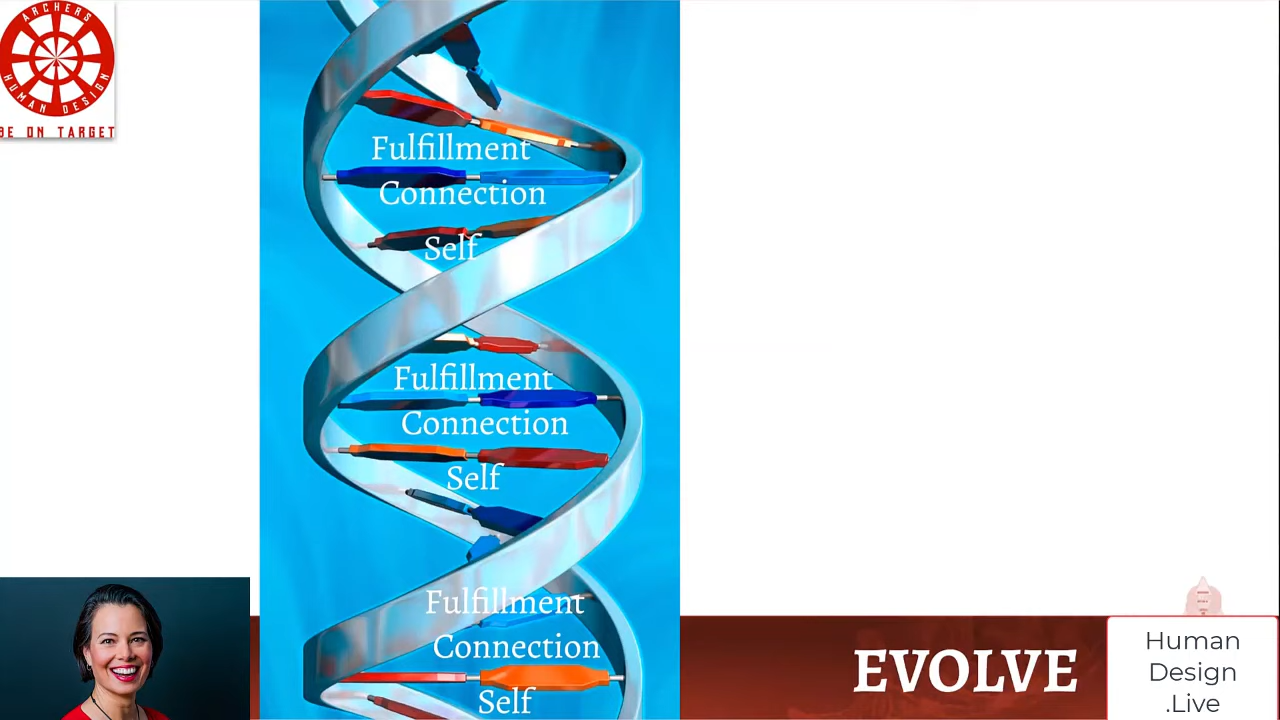 ARCHERS
HUMAN DESIGN
BE ON TARGET
Fulfillment
Connection
Self
Fulfillment
Connection
Self
Fulfillment
Connection
Self
EVOLVE
Human
Design
.Live